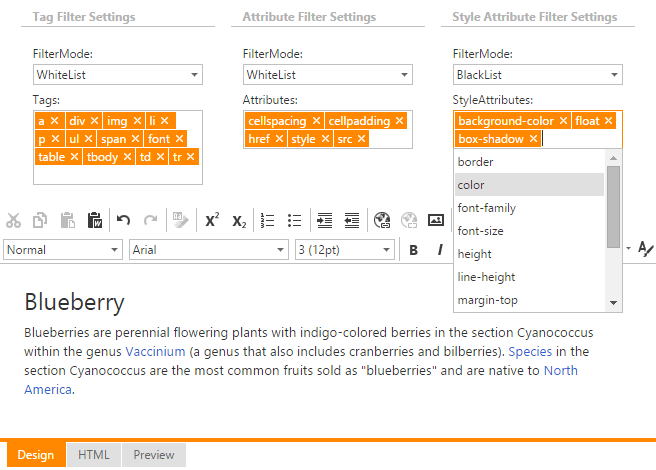 Tag Filter Settings
Attribute Filter Settings
Style Attribute Filter Settings
FilterMode:
FilterMode:
FilterMode:
WhiteList
WhiteList
BlackList
Tags:
Attributes:
StyleAttributes:
a × div × img × li ×
p × ul × span × font ×
table × tbody × td × tr ×
cellspacing × cellpadding ×
href × style × src ×
background-color × float ×
box-shadow ×
border
color
font-family
font-size
height
line-height
margin-top
X² X₂
Normal
Arial
3 (12pt)
B I
A
Blueberry
Blueberries are perennial flowering plants with indigo-colored berries in the section Cyanococcus
within the genus Vaccinium (a genus that also includes cranberries and bilberries). Species in the
section Cyanococcus are the most common fruits sold as "blueberries" and are native to North
America.
Design
HTML
Preview